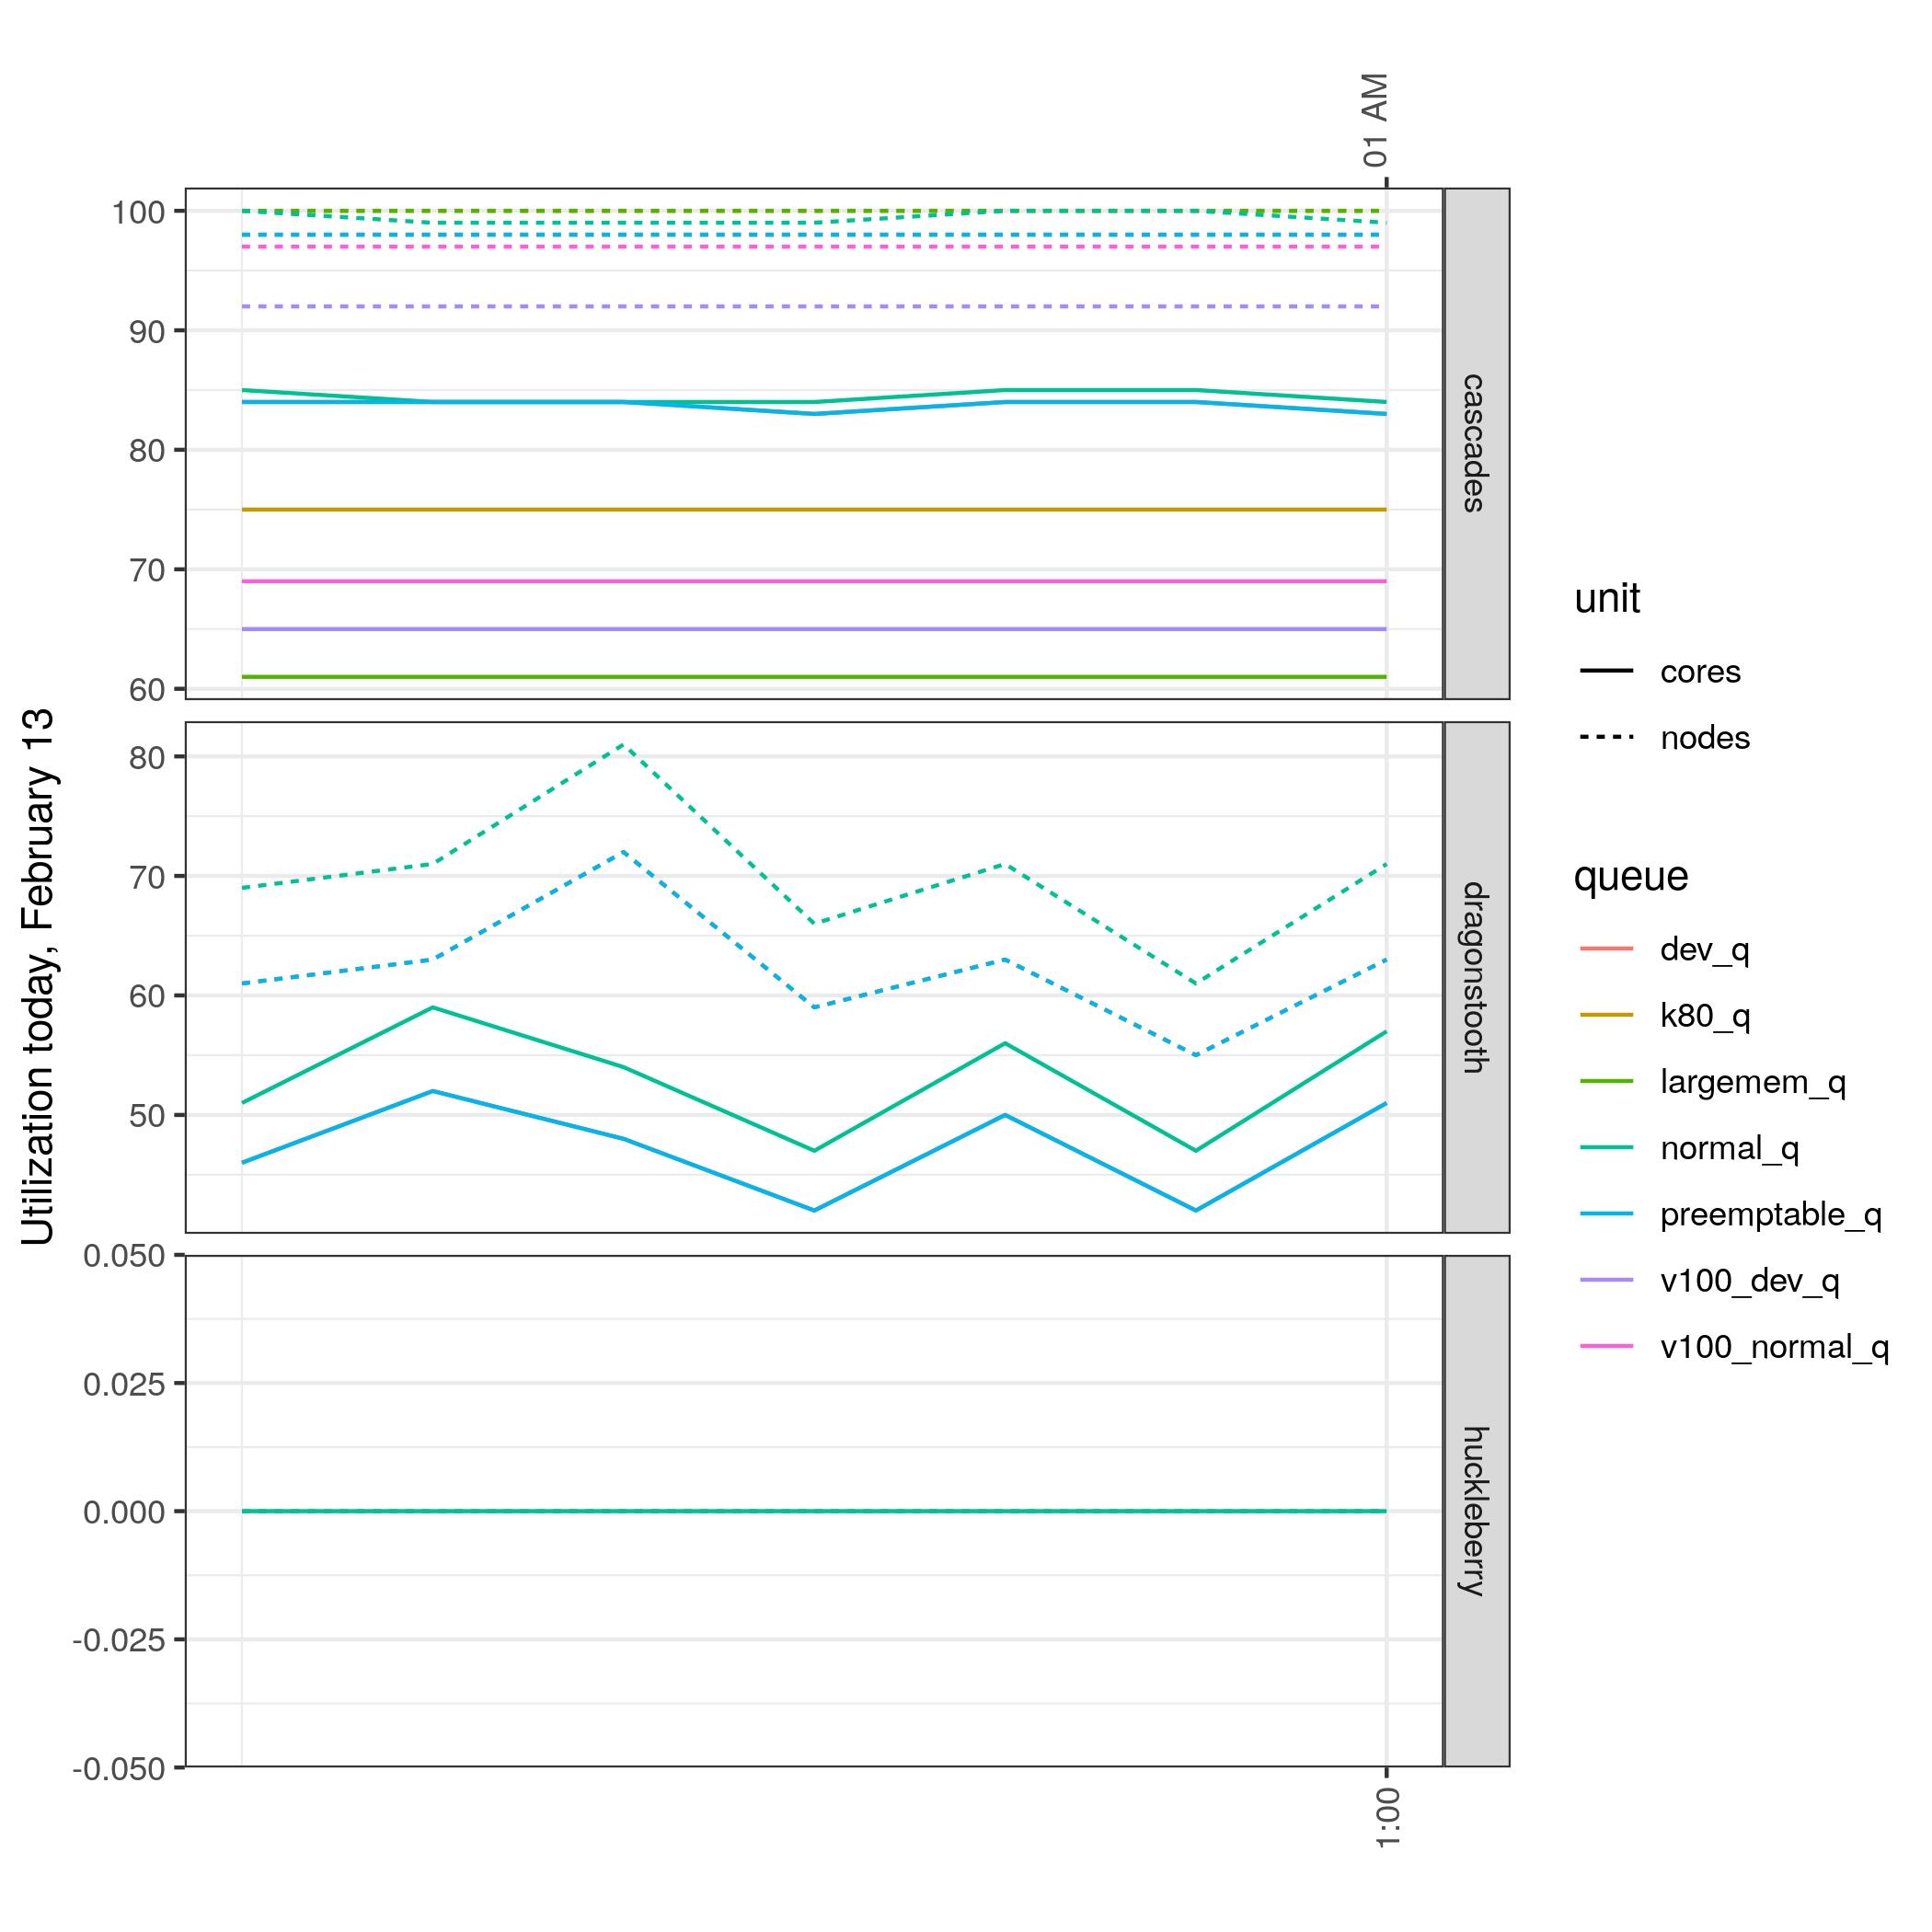 01 AM
100
90
80
70
60
cascades
80
70
60
50
dragonstooth
0.050
0.025
0.000
-0.025
-0.050
huckleberry
1:00
Utilization today, February 13
unit
cores
nodes
queue
dev_q
k80_q
largemem_q
normal_q
preemptable_q
v100_dev_q
v100_normal_q